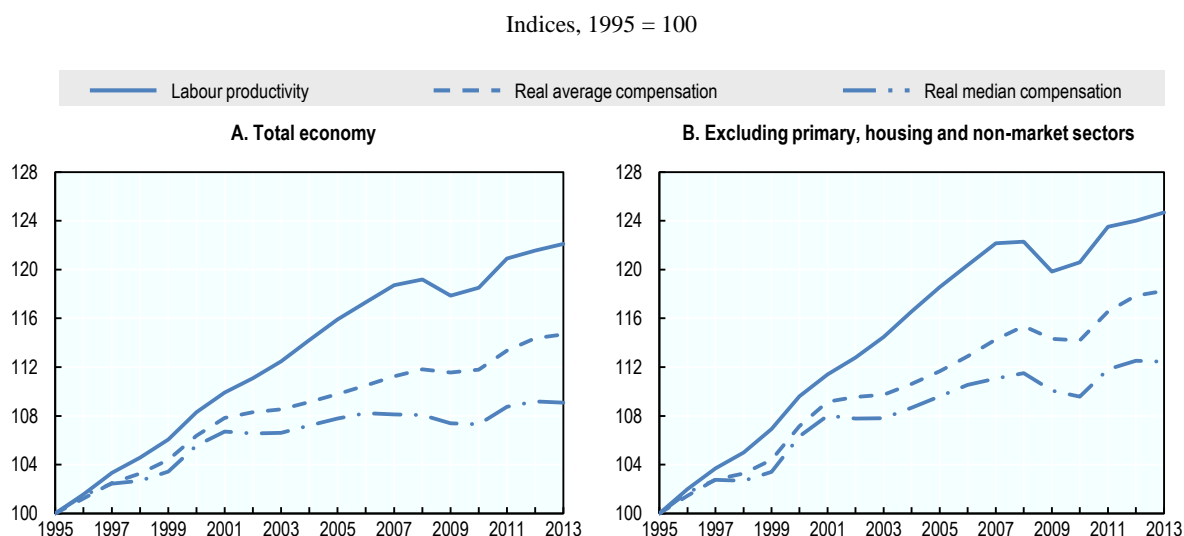 Indices, 1995 = 100
Labour productivity Real average compensation Real median compensation
A. Total economy
128
124
120
116
112
108
104
100
1995 1997 1999 2001 2003 2005 2007 2009 2011 2013
B. Excluding primary, housing and non-market sectors
128
124
120
116
112
108
104
100
1995 1997 1999 2001 2003 2005 2007 2009 2011 2013